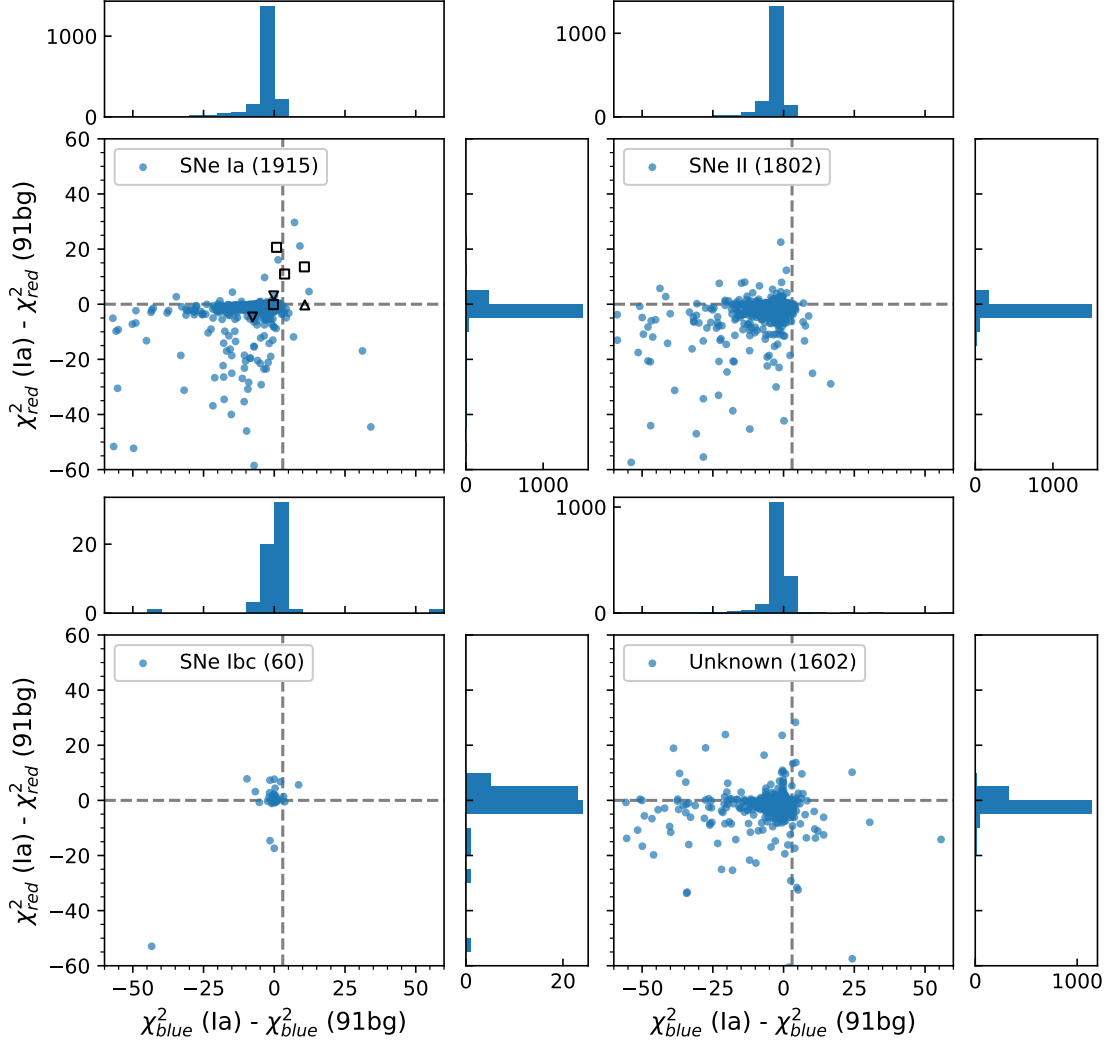 1000
0
1000
0
60
40
20
0
−20
−40
−60
χ²red (Ia) - χ²red (91bg)
SNe Ia (1915)
0 1000
SNe II (1802)
0 1000
20
0
1000
0
60
40
20
0
−20
−40
−60
χ²red (Ia) - χ²red (91bg)
SNe Ibc (60)
−50 −25 0 25 50
χ²blue (Ia) - χ²blue (91bg)
0 20
Unknown (1602)
−50 −25 0 25 50
χ²blue (Ia) - χ²blue (91bg)
0 1000